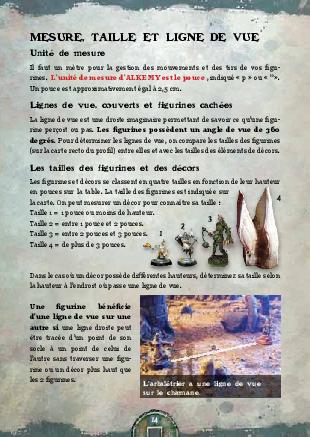 MESURE, TAILLE ET LIGNE DE VUE
Unité de mesure
Il faut un mètre pour la gestion des mouvements et des tirs de vos figu-
rines. L'unité de mesure d'ALKEMY est le pouce, indiqué « p » ou « " ».
Un pouce est approximativement égal à 2,5 cm.
Lignes de vue, couverts et figurines cachées
La ligne de vue est une droite imaginaire permettant de savoir ce qu'une figu-
rine perçoit ou pas. Les figurines possèdent un angle de vue de 360
degrés. Pour déterminer les lignes de vue, on compare les tailles des figurines
(sur la carte recto du profil) entre elles et avec les tailles des éléments de décors.
Les tailles des figurines et des décors
Les figurines et décors se classent en quatre tailles en fonction de leur hauteur
en pouces sur la table. La taille des figurines est indiquée sur
la carte. On peut mesurer un décor pour connaître sa taille :
Taille 1 = 1 pouce ou moins de hauteur.
Taille 2 = entre 1 pouce et 2 pouces.
Taille 3 = entre 2 pouces et 3 pouces.
Taille 4 = de plus de 3 pouces.
1
2
3
4
Dans le cas où un décor possède différentes hauteurs, déterminez sa taille selon
la hauteur à l'endroit où passe une ligne de vue.
Une figurine bénéficie
d'une ligne de vue sur une
autre si une ligne droite peut
être tracée d'un point de son
socle à un point de celui de
l'autre sans traverser une figu-
rine ou un décor plus haut que
les 2 figurines.
L'arbalétrier a une ligne de vue
sur le chamane.
14